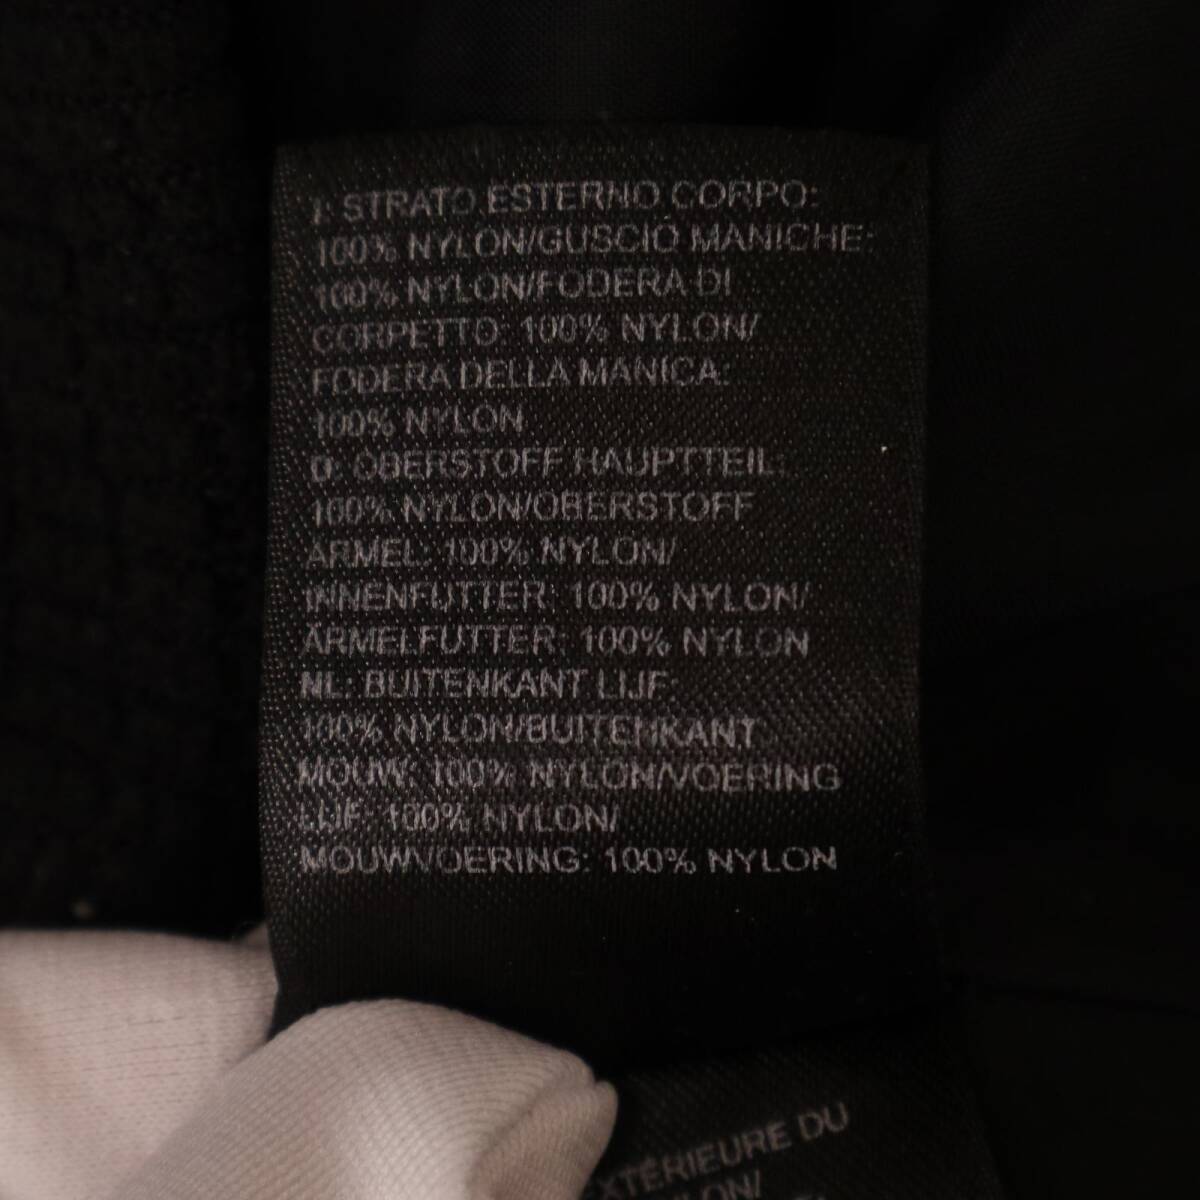 I: STRATO ESTERNO CORPO:
100% NYLON/GUSCIO MANICHE:
100% NYLON/FODERA DI
CORPETTO: 100% NYLON/
FODERA DELLA MANICA:
100% NYLON
D: OBERSTOFF HAUPTTEIL:
100% NYLON/OBERSTOFF
ÄRMEL: 100% NYLON/
INNENFUTTER: 100% NYLON/
ÄRMELFUTTER: 100% NYLON
NL: BUITENKANT LIJF:
100% NYLON/BUITENKANT
MOUW: 100% NYLON/VOERING
LIJF: 100% NYLON/
MOUWVOERING: 100% NYLON
EXTÉRIEURE DU